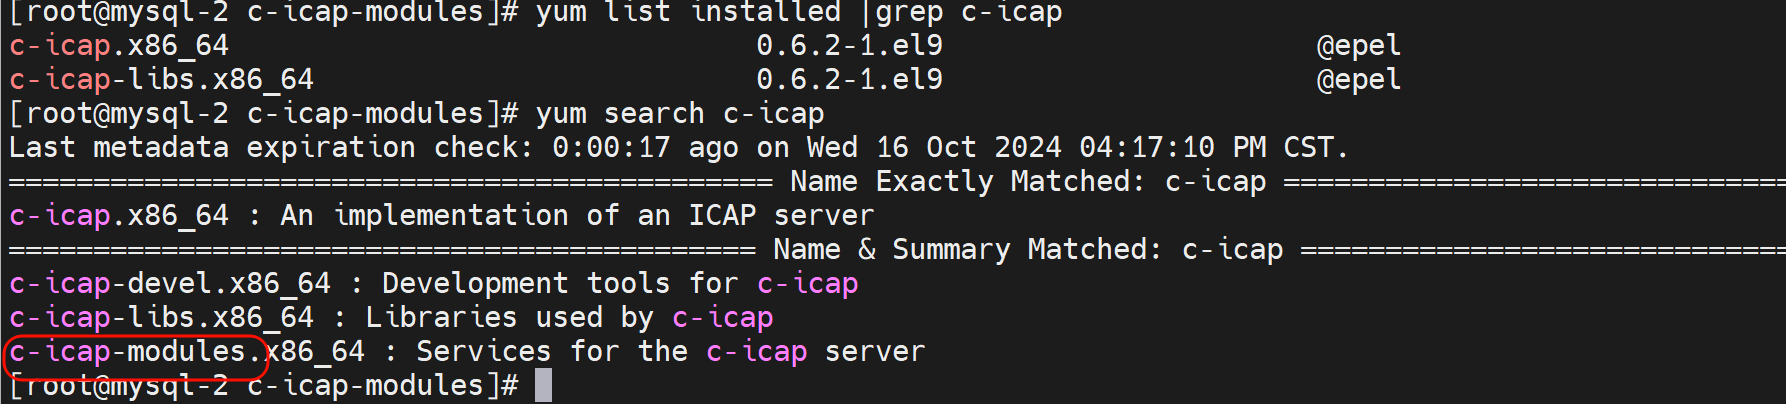 [root@mysql-2 c-icap-modules]# yum list installed |grep c-icap
c-icap.x86_64 0.6.2-1.el9 @epel
c-icap-libs.x86_64 0.6.2-1.el9 @epel
[root@mysql-2 c-icap-modules]# yum search c-icap
Last metadata expiration check: 0:00:17 ago on Wed 16 Oct 2024 04:17:10 PM CST.
============================================= Name Exactly Matched: c-icap ==============================
c-icap.x86_64 : An implementation of an ICAP server
============================================ Name & Summary Matched: c-icap =============================
c-icap-devel.x86_64 : Development tools for c-icap
c-icap-libs.x86_64 : Libraries used by c-icap
c-icap-modules.x86_64 : Services for the c-icap server
[root@mysql-2 c-icap-modules]#